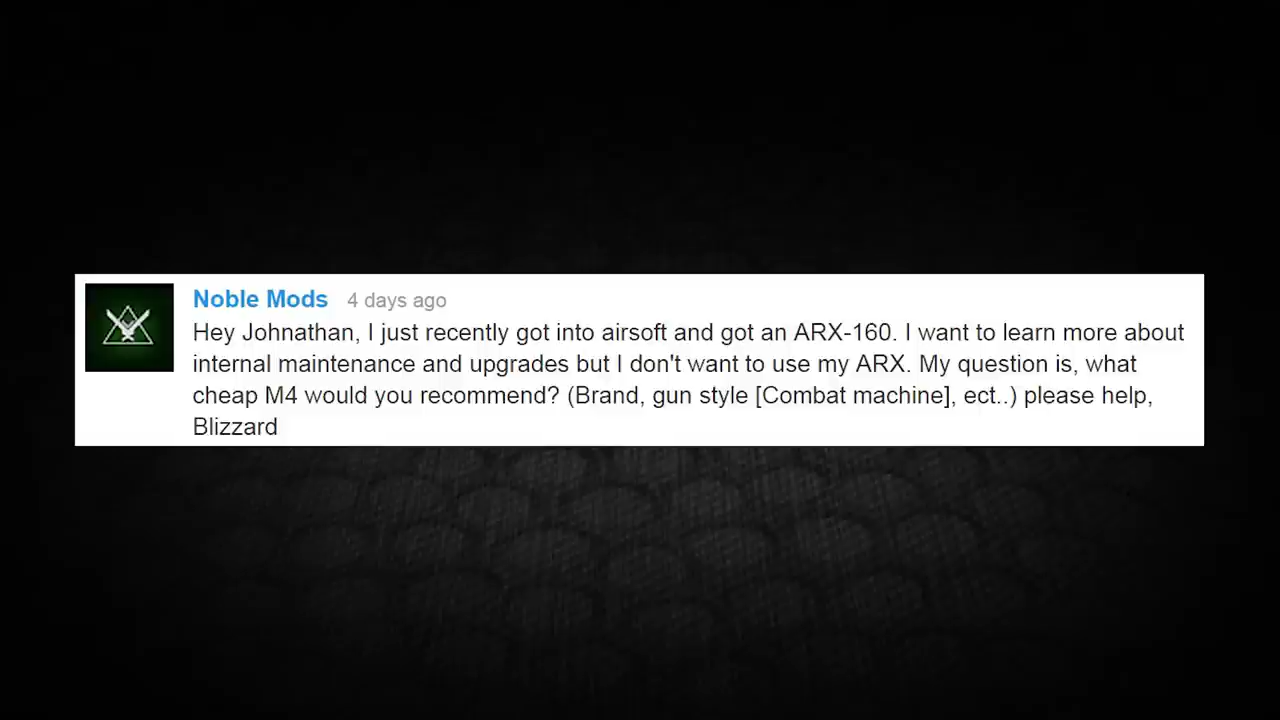 Noble Mods 4 days ago
Hey Johnathan, I just recently got into airsoft and got an ARX-160. I want to learn more about
internal maintenance and upgrades but I don't want to use my ARX. My question is, what
cheap M4 would you recommend? (Brand, gun style [Combat machine], ect..) please help,
Blizzard